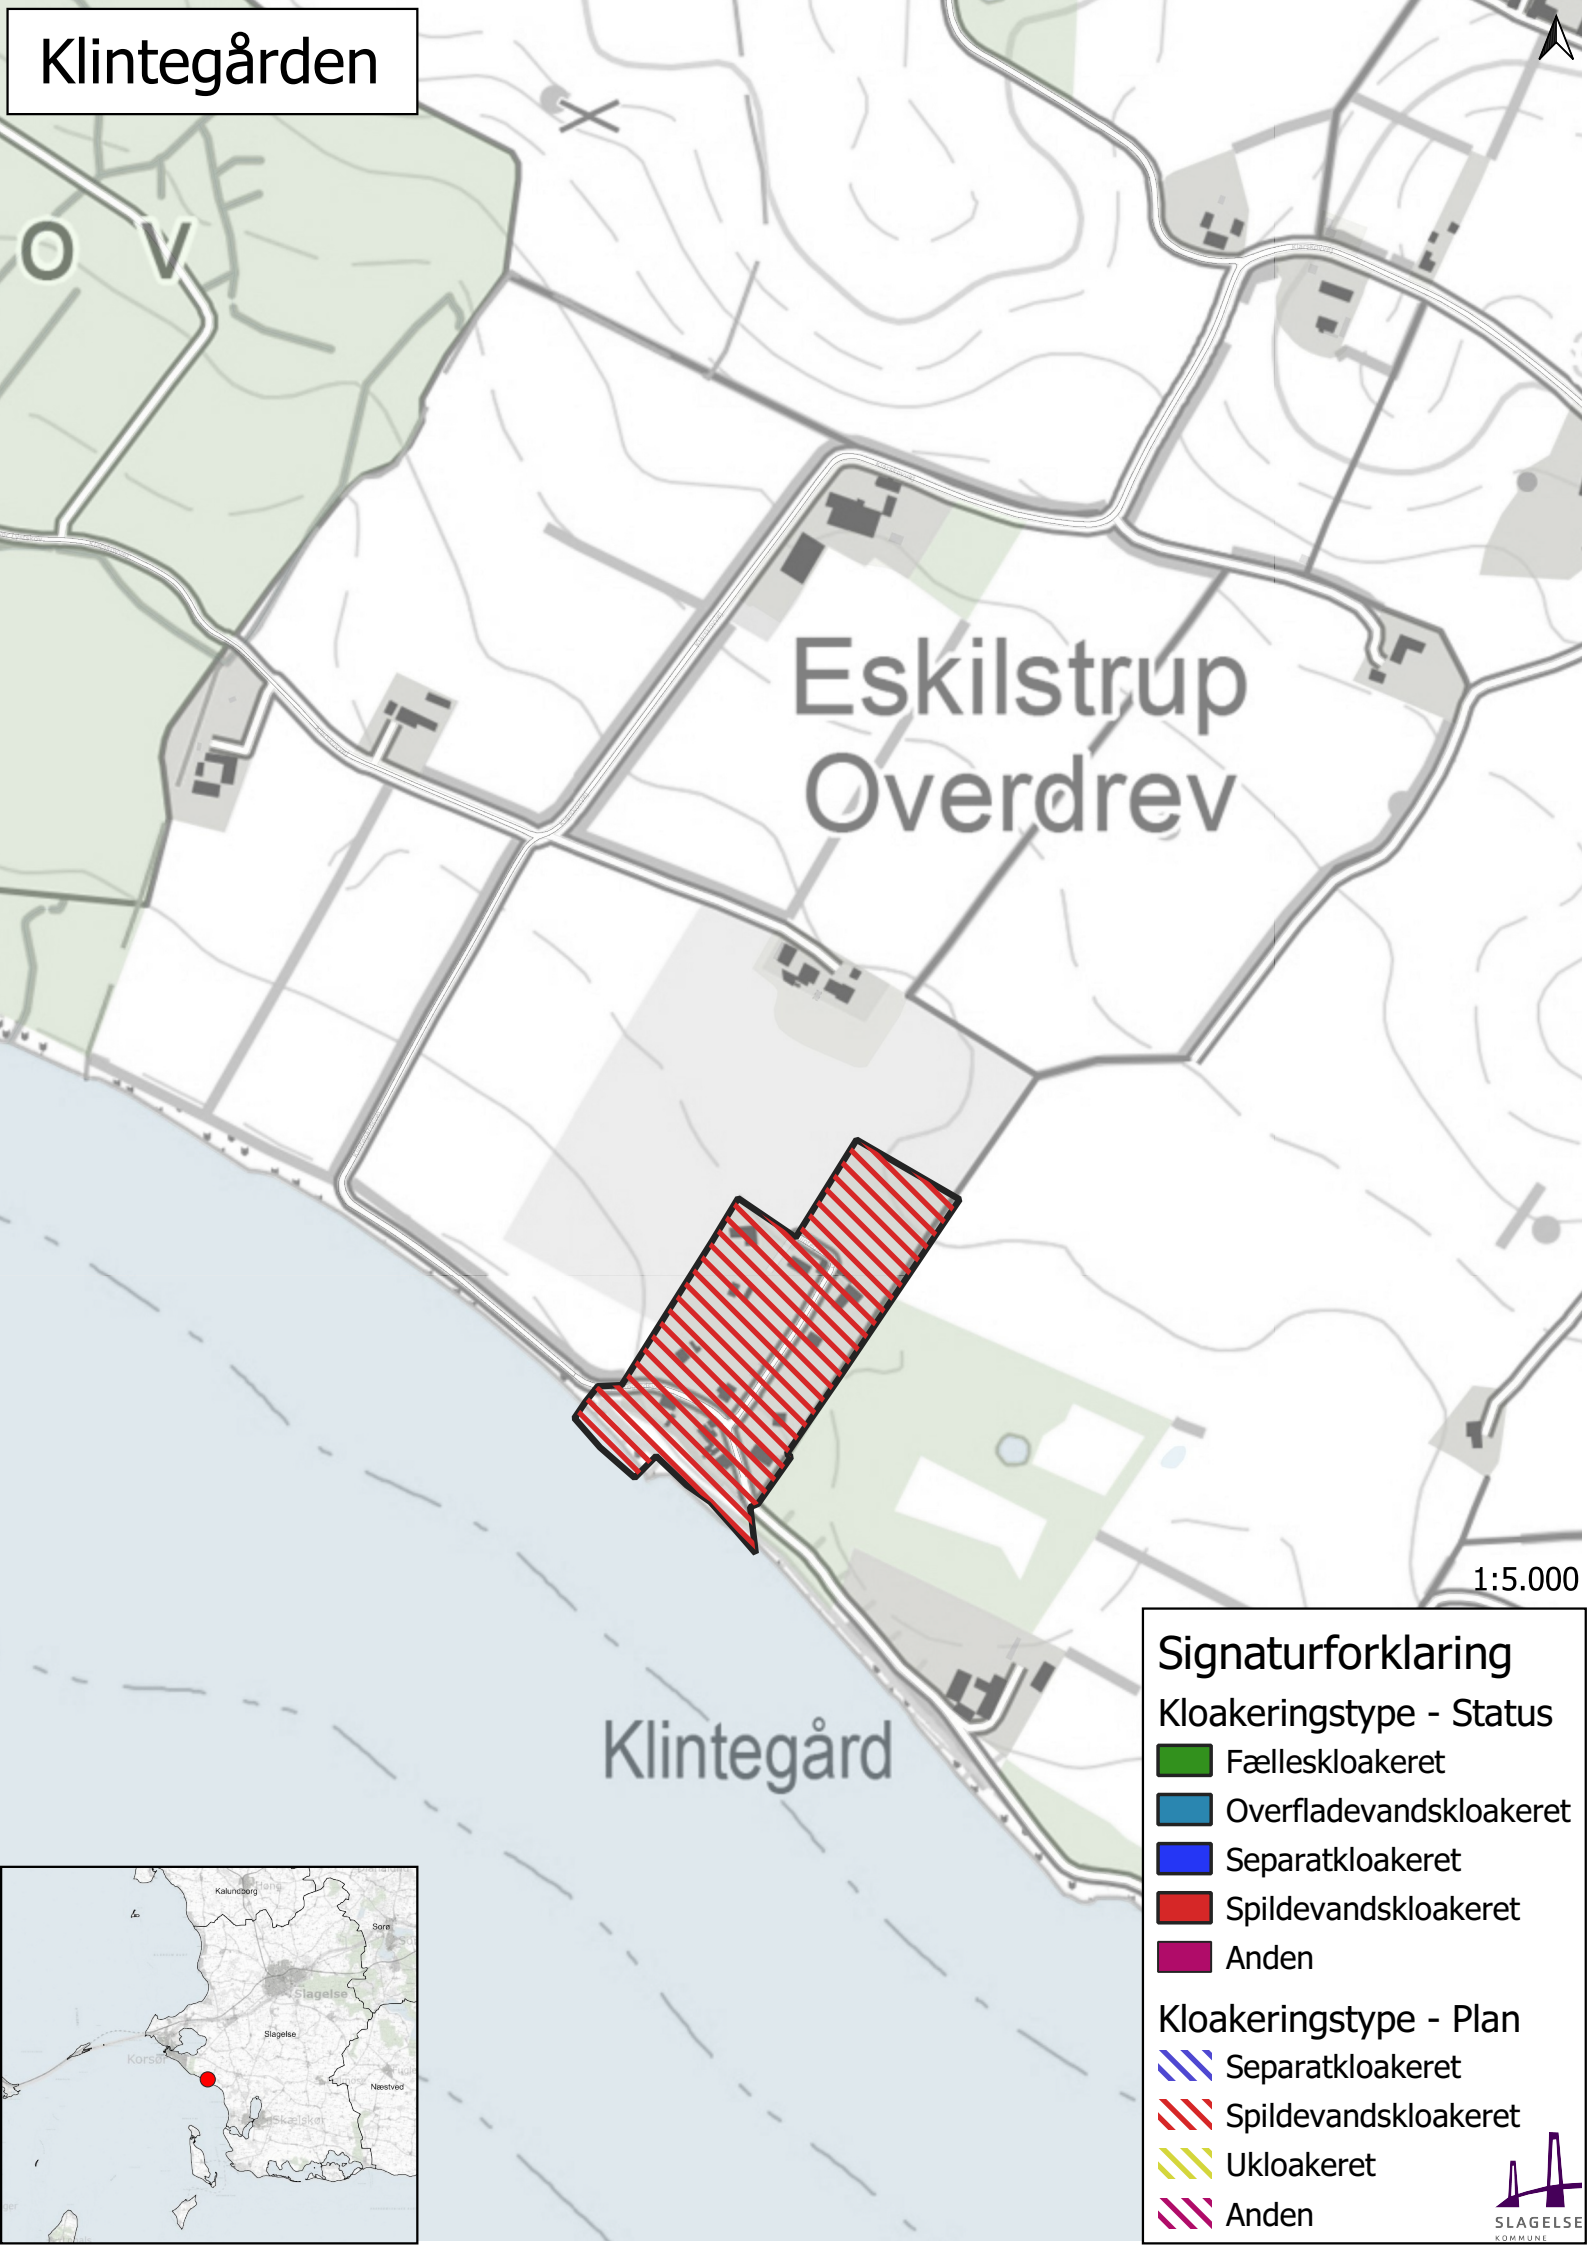 Klintegården
O V
Eskilstrup
Overdrev
Klintegård
1:5.000
Signaturforklaring
Kloakeringstype - Status
Fælleskloakeret
Overfladevandskloakeret
Separatkloakeret
Spildevandskloakeret
Anden
Kloakeringstype - Plan
Separatkloakeret
Spildevandskloakeret
Ukloakeret
Anden
SLAGELSE
KOMMUNE
Kalundborg
Sorø
Slagelse
Slagelse
Korsør
Næstved
Skælskør